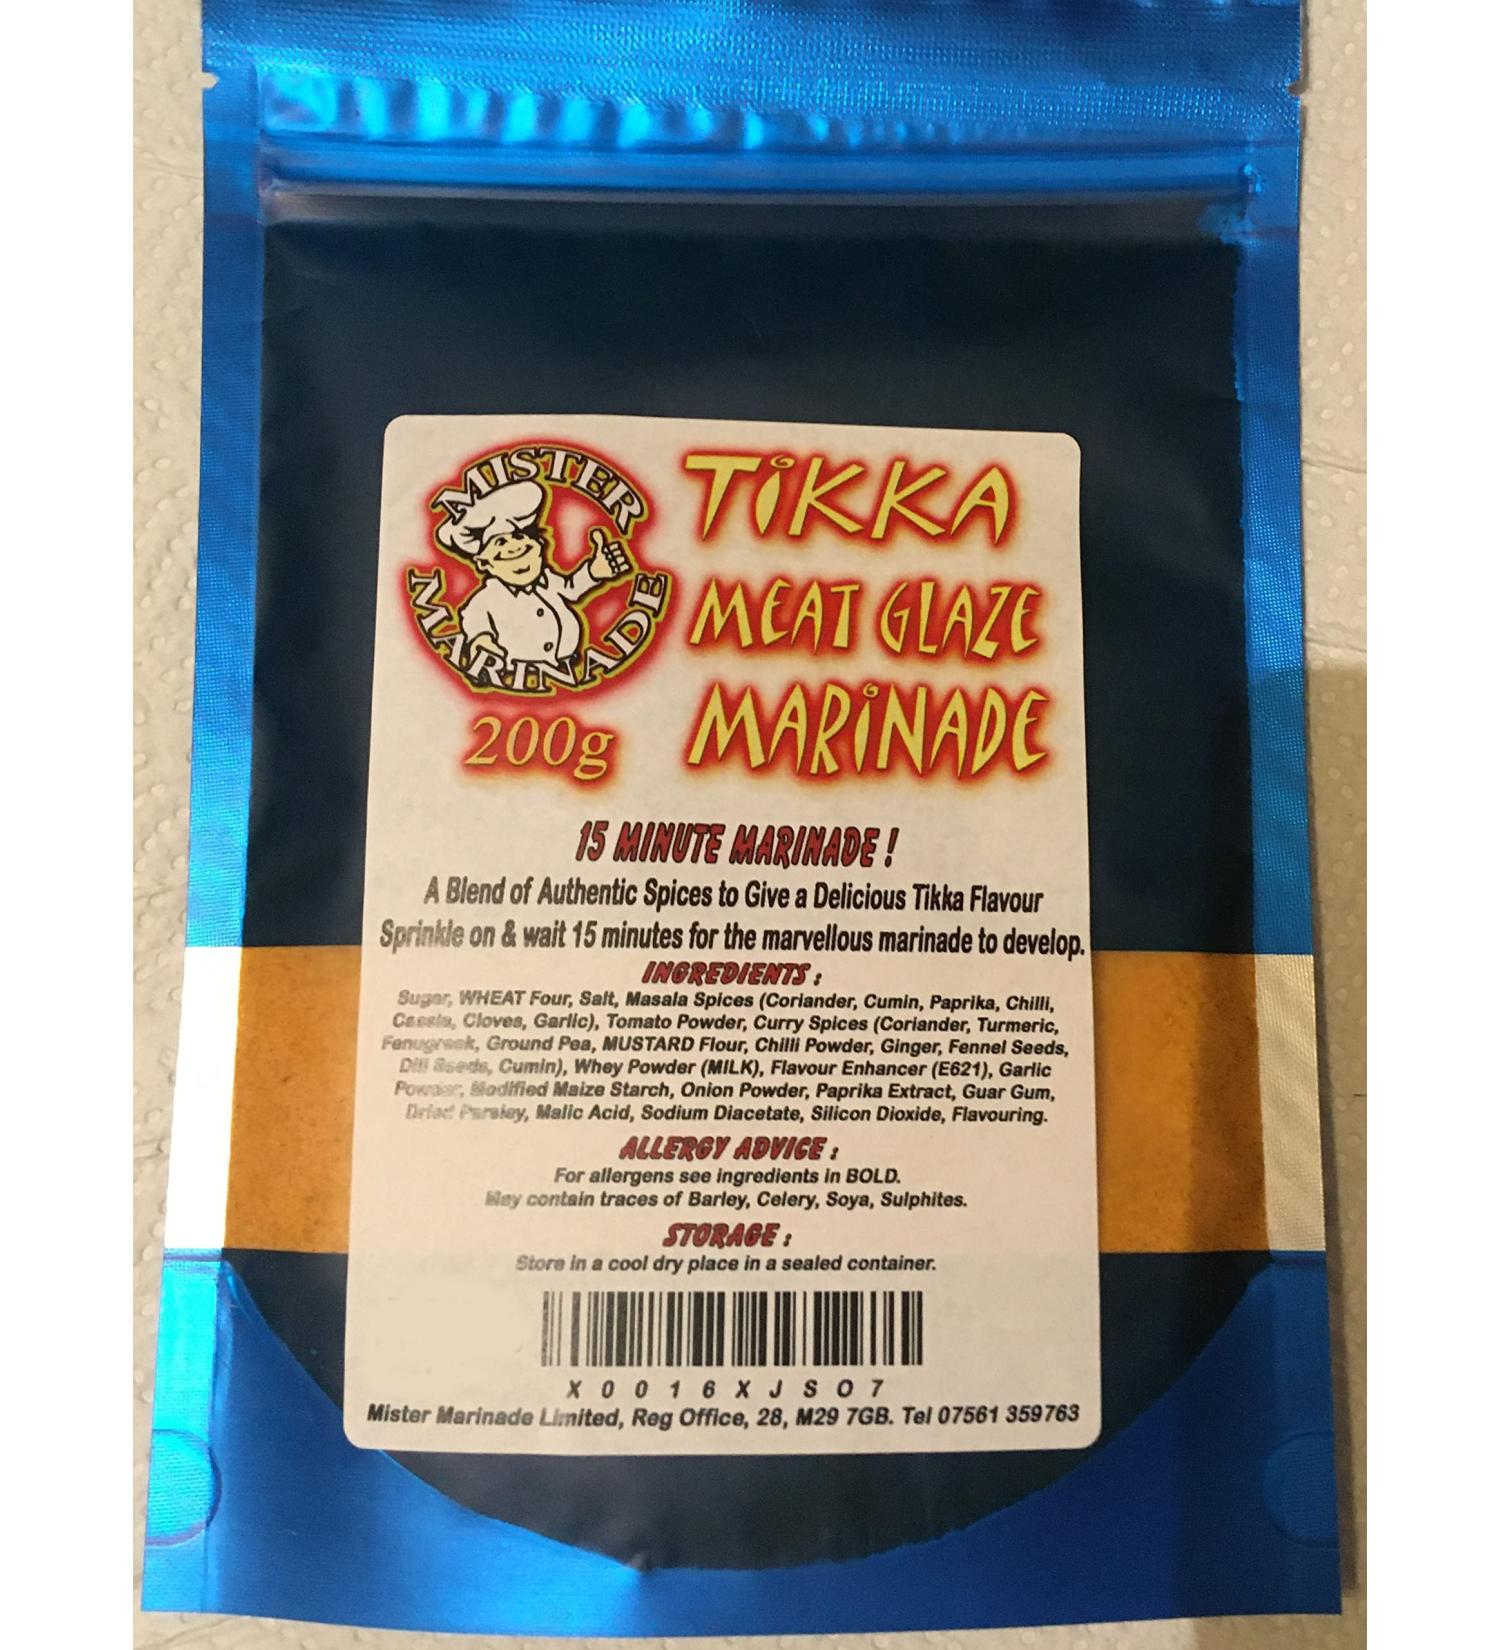 MISTER
MARINADE
200g
TiKKA
MEAT GLAZE
MARiNADE
15 MINUTE MARINADE !
A Blend of Authentic Spices to Give a Delicious Tikka Flavour
Sprinkle on & wait 15 minutes for the marvellous marinade to develop.
INGREDIENTS :
Sugar, WHEAT Four, Salt, Masala Spices (Coriander, Cumin, Paprika, Chilli,
Cassia, Cloves, Garlic), Tomato Powder, Curry Spices (Coriander, Turmeric,
Fenugreek, Ground Pea, MUSTARD Flour, Chilli Powder, Ginger, Fennel Seeds,
Dill Seeds, Cumin), Whey Powder (MILK), Flavour Enhancer (E621), Garlic
Powder, Modified Maize Starch, Onion Powder, Paprika Extract, Guar Gum,
Dried Parsley, Malic Acid, Sodium Diacetate, Silicon Dioxide, Flavouring.
ALLERGY ADVICE :
For allergens see ingredients in BOLD.
May contain traces of Barley, Celery, Soya, Sulphites.
STORAGE :
Store in a cool dry place in a sealed container.
X0016XJSO7
Mister Marinade Limited, Reg Office, 28, M29 7GB. Tel 07561 359763